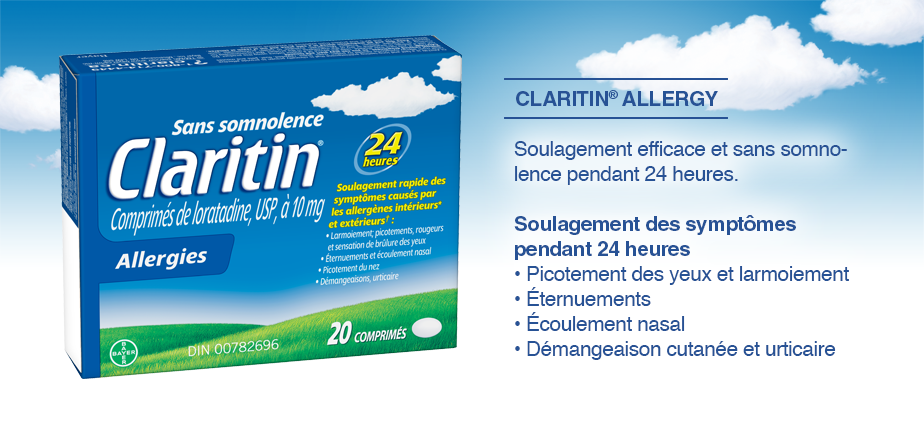 Sans somnolence
Claritin®
Comprimés de loratadine, USP, à 10 mg
Allergies
24
heures
Soulagement rapide des
symptômes causés par
les allergènes intérieurs*
et extérieurs† :
• Larmoiement, picotements, rougeurs
et sensation de brûlure des yeux
• Éternuements et écoulement nasal
• Picotement du nez
• Démangeaisons, urticaire
20 COMPRIMÉS
BAYER
DIN 00782696
CLARITIN® ALLERGY
Soulagement efficace et sans somno-
lence pendant 24 heures.
Soulagement des symptômes
pendant 24 heures
• Picotement des yeux et larmoiement
• Éternuements
• Écoulement nasal
• Démangeaison cutanée et urticaire